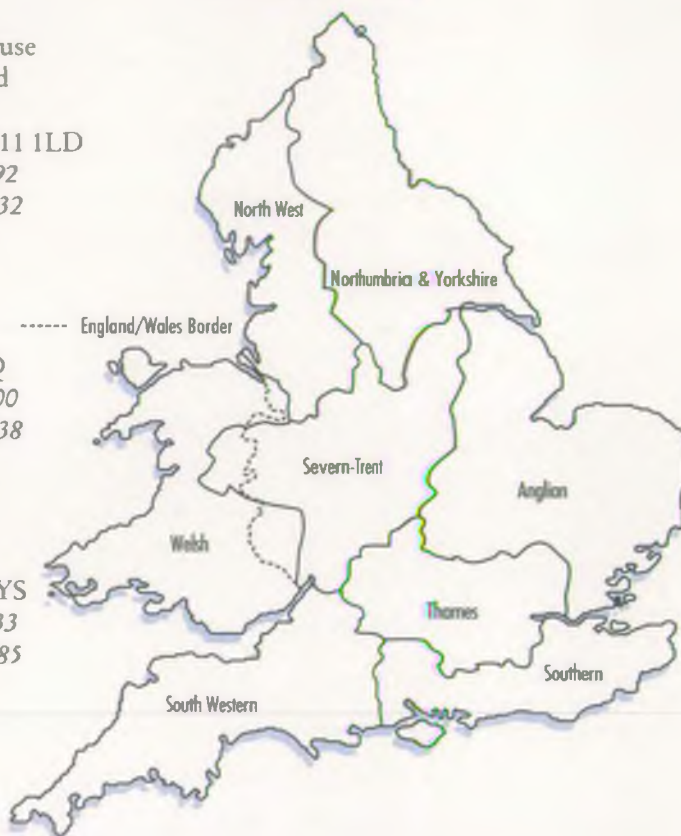 use
d
11 1LD
92
32
North West
Northumbria & Yorkshire
England/Wales Border
Q
00
38
Severn-Trent
Anglian
Welsh
YS
33
85
Thames
Southern
South Western